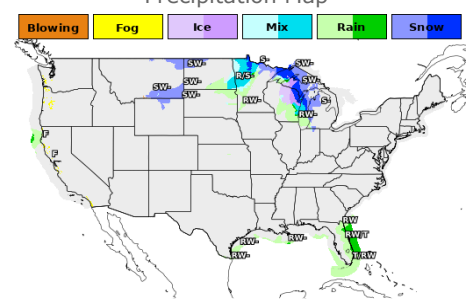 Precipitation Map
Blowing Fog Ice Mix Rain Snow
SW- S- SW-
SW- R/S- SW-
SW- SW- RW- S-
RW-
F
F
RW
RW- RW- RW/T
RW- T/RW